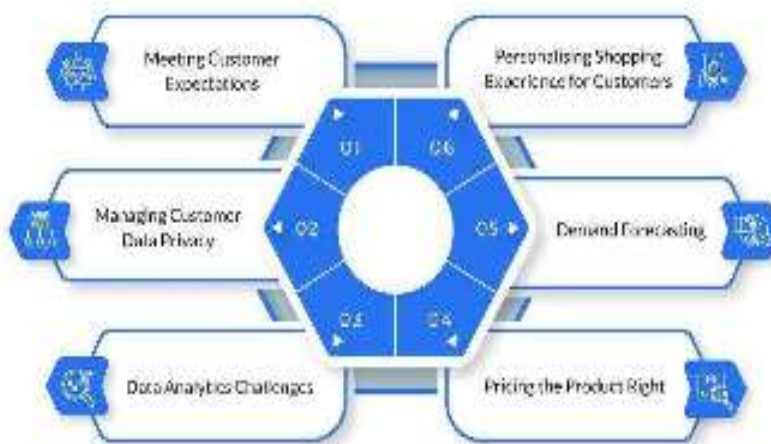 Meeting Customer
Expectations
Personalising Shopping
Experience for Customers
01
06
Managing Customer
Data Privacy
02
05
Demand Forecasting
03
04
Data Analytics Challenges
Pricing the Product Right